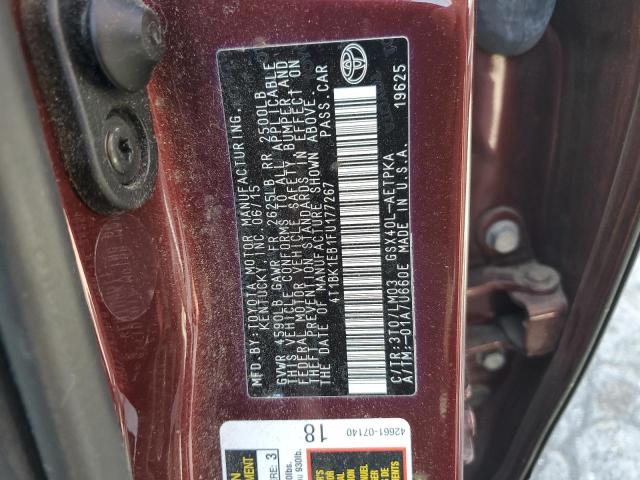 MFD.BY:TOYOTA MOTOR MANUFACTURING.
KENTUCKY, INC. 06/15
GVWR 4590LB GAWR FR 2625LB RR 2500LB
THIS VEHICLE CONFORMS TO ALL APPLICABLE
FEDERAL MOTOR VEHICLE SAFETY, BUMPER, AND
THEFT PREVENTION STANDARDS IN EFFECT ON
THE DATE OF MANUFACTURE SHOWN ABOVE.
4T1BK1EB1FU177267 PASS.CAR
C/TR:3T0/LM03 GSX40L-AETPKA
A/TM:-01A/U660E MADE IN U.S.A. 19625
42661-07140
18
3
930lb.